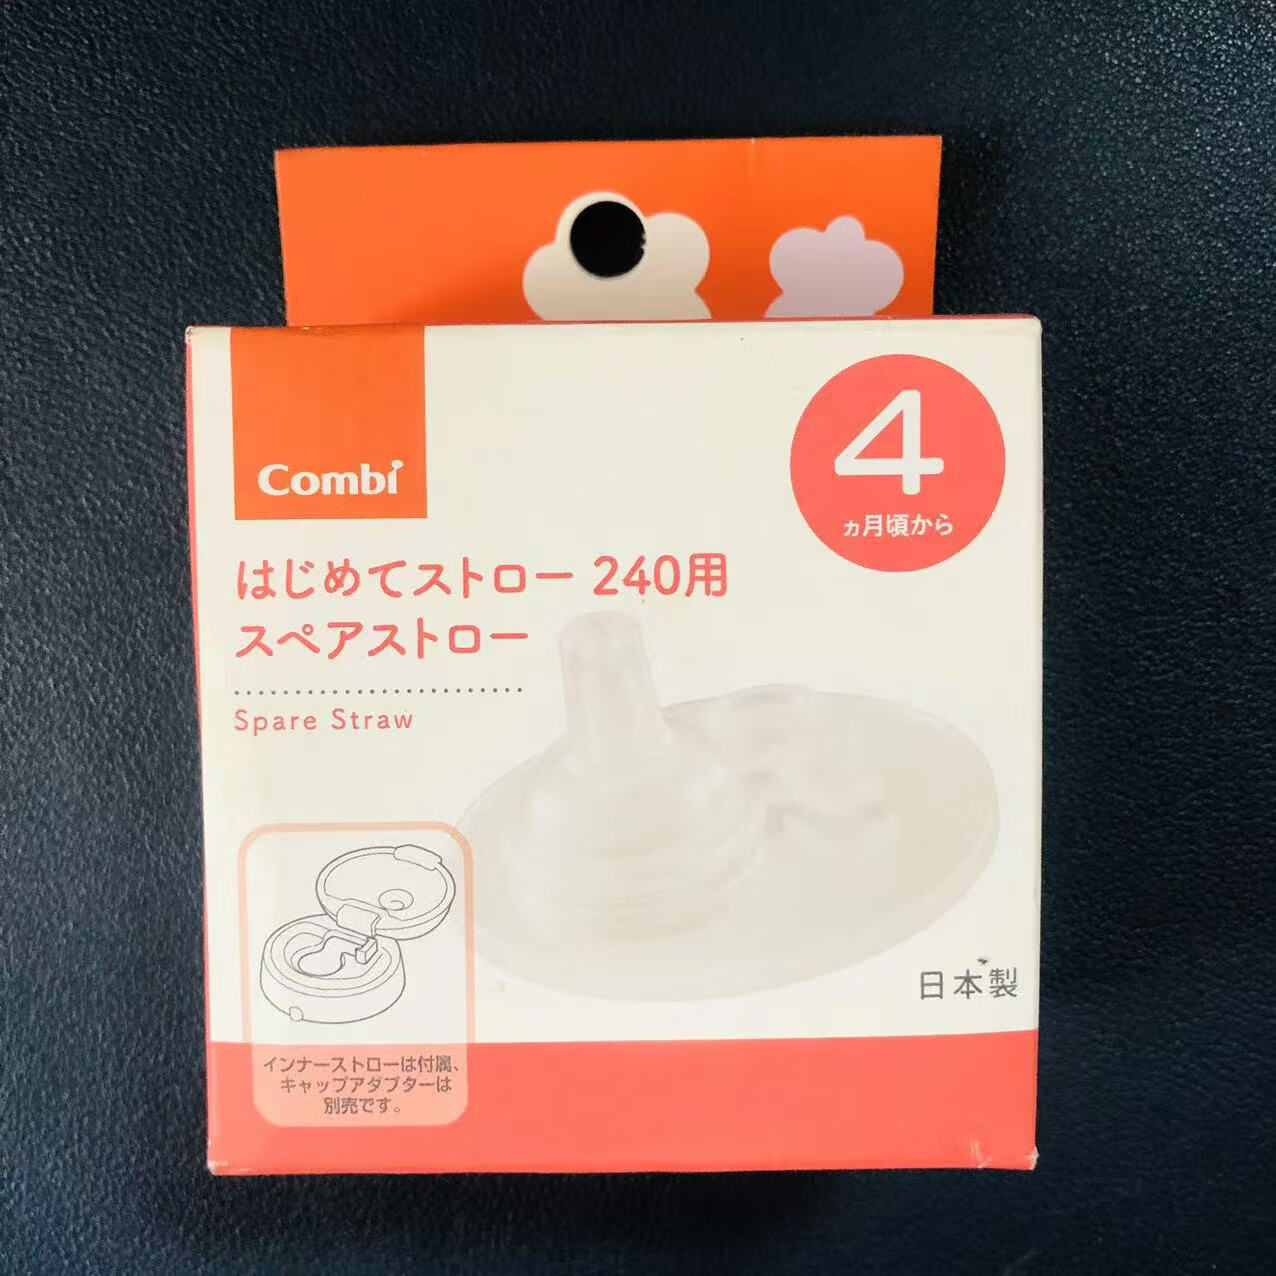 Combi
4
ヵ月頃から
はじめてストロー 240用
スペアストロー
Spare Straw
日本製
インナーストローは付属、
キャップアダプターは
別売です。